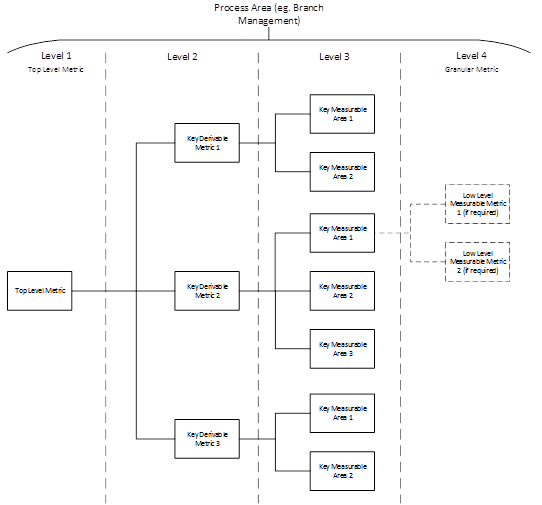 Process Area (eg. Branch
Management)
Level 1
Top Level Metric
Level 2
Level 3
Level 4
Granular Metric
Top Level Metric
Key Derivable
Metric 1
Key Derivable
Metric 2
Key Derivable
Metric 3
Key Measurable
Area 1
Key Measurable
Area 2
Key Measurable
Area 1
Key Measurable
Area 2
Key Measurable
Area 3
Key Measurable
Area 1
Key Measurable
Area 2
Low Level
Measurable Metric
1 (if required)
Low Level
Measurable Metric
2 (if required)